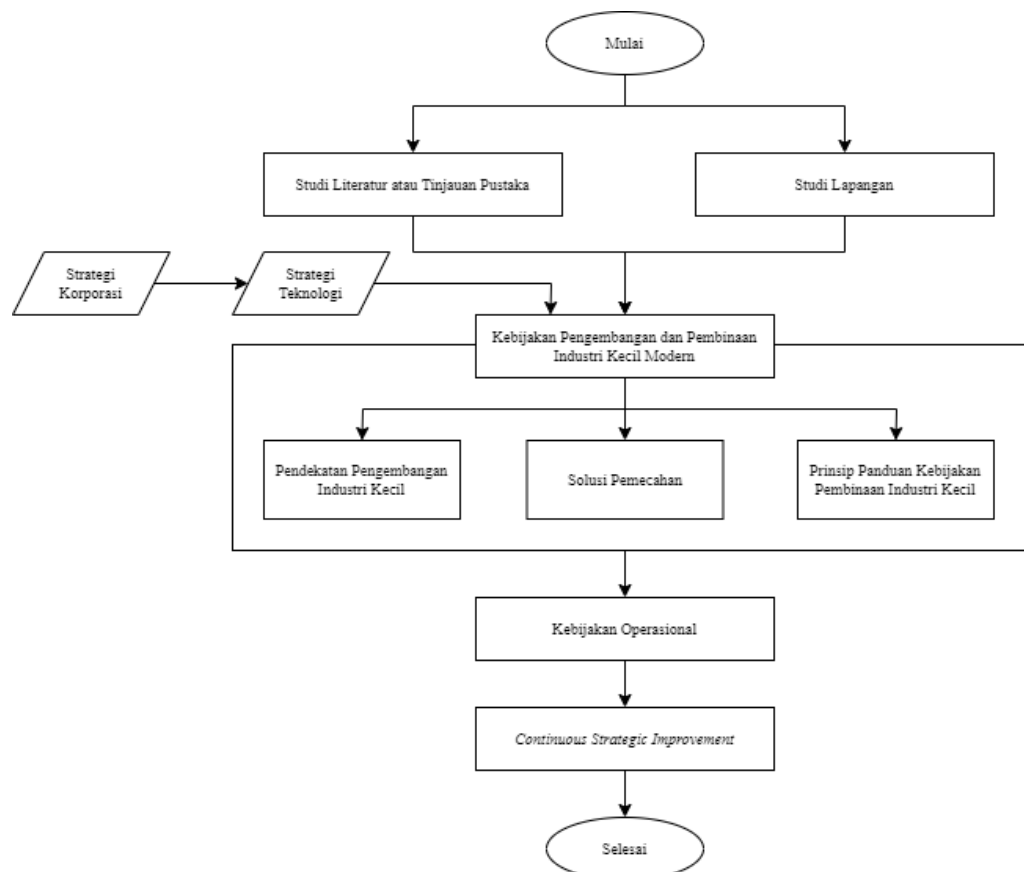 Mulai
Studi Literatur atau Tinjauan Pustaka
Studi Lapangan
Strategi
Korporasi
Strategi
Teknologi
Kebijakan Pengembangan dan Pembinaan
Industri Kecil Modern
Pendekatan Pengembangan
Industri Kecil
Solusi Pemecahan
Prinsip Panduan Kebijakan
Pembinaan Industri Kecil
Kebijakan Operasional
Continuous Strategic Improvement
Selesai